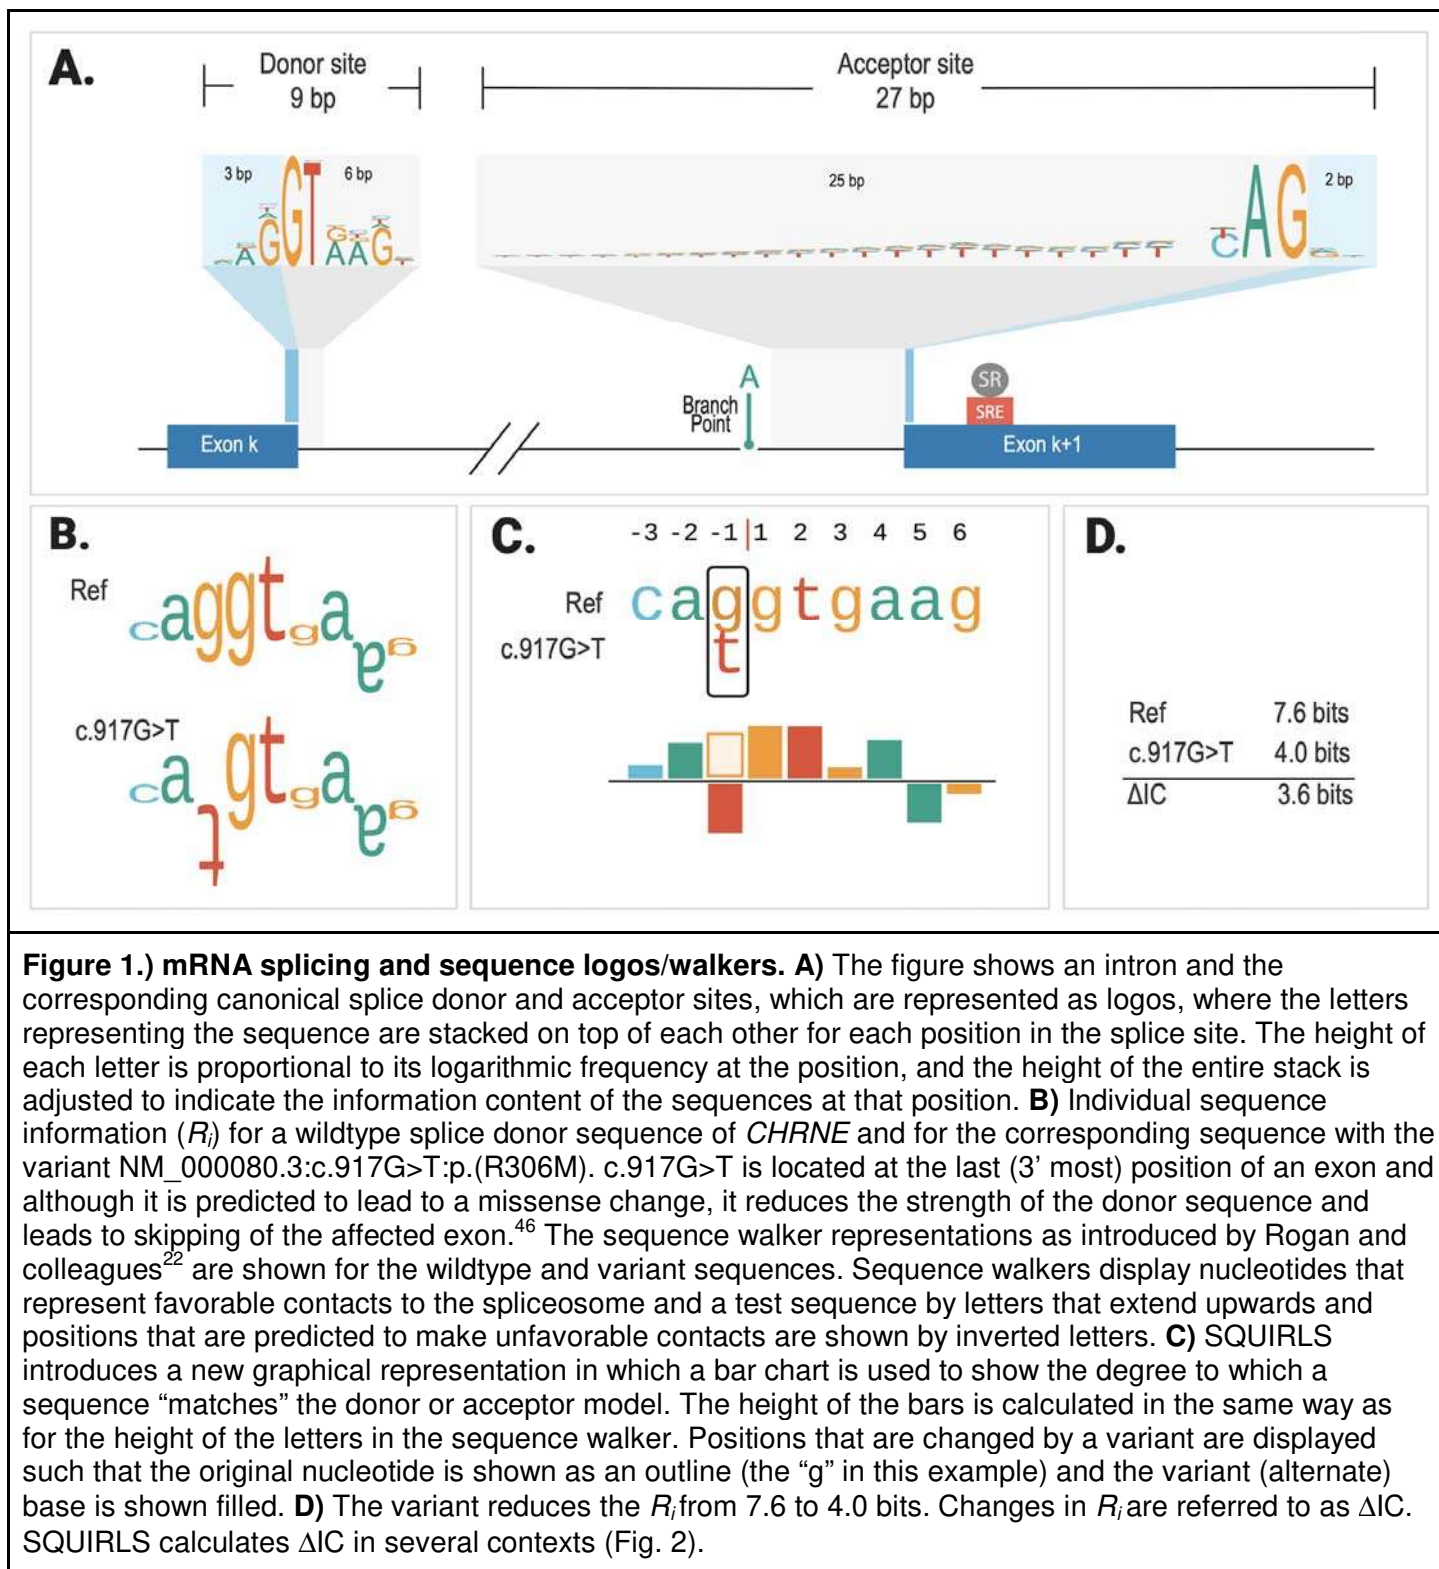 A.
Donor site
9 bp
Acceptor site
27 bp
3 bp
6 bp
25 bp
2 bp
GT
AG
A
Branch
Point
SR
SRE
Exon k
Exon k+1
B.
Ref
caggtgaag
c.917G>T
catgtgaag
C.
-3 -2 -1 | 1 2 3 4 5 6
Ref
caggtgaag
c.917G>T
t
D.
Ref 7.6 bits
c.917G>T 4.0 bits
ΔIC 3.6 bits
Figure 1.) mRNA splicing and sequence logos/walkers. A) The figure shows an intron and the
corresponding canonical splice donor and acceptor sites, which are represented as logos, where the letters
representing the sequence are stacked on top of each other for each position in the splice site. The height of
each letter is proportional to its logarithmic frequency at the position, and the height of the entire stack is
adjusted to indicate the information content of the sequences at that position. B) Individual sequence
information (Ri) for a wildtype splice donor sequence of CHRNE and for the corresponding sequence with the
variant NM_000080.3:c.917G>T:p.(R306M). c.917G>T is located at the last (3’ most) position of an exon and
although it is predicted to lead to a missense change, it reduces the strength of the donor sequence and
leads to skipping of the affected exon.46 The sequence walker representations as introduced by Rogan and
colleagues22 are shown for the wildtype and variant sequences. Sequence walkers display nucleotides that
represent favorable contacts to the spliceosome and a test sequence by letters that extend upwards and
positions that are predicted to make unfavorable contacts are shown by inverted letters. C) SQUIRLS
introduces a new graphical representation in which a bar chart is used to show the degree to which a
sequence “matches” the donor or acceptor model. The height of the bars is calculated in the same way as
for the height of the letters in the sequence walker. Positions that are changed by a variant are displayed
such that the original nucleotide is shown as an outline (the “g” in this example) and the variant (alternate)
base is shown filled. D) The variant reduces the Ri from 7.6 to 4.0 bits. Changes in Ri are referred to as ΔIC.
SQUIRLS calculates ΔIC in several contexts (Fig. 2).